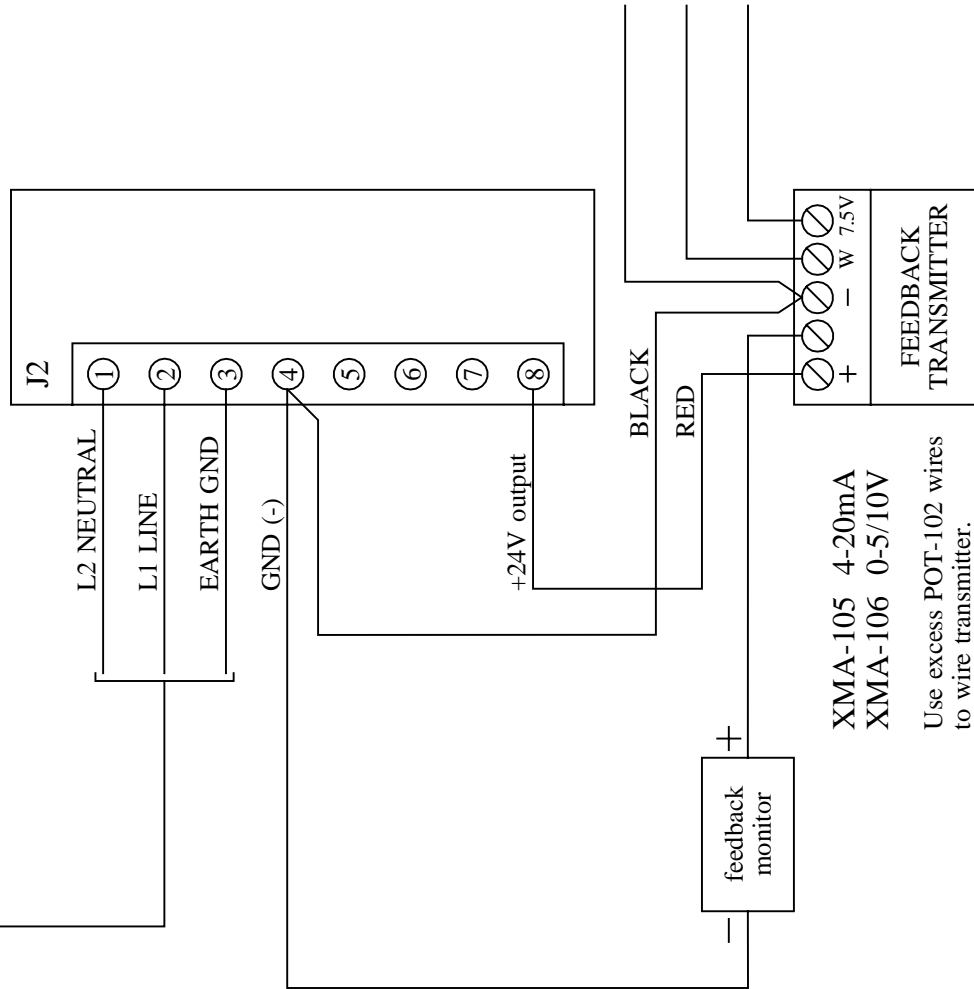 J2
1
2
3
4
5
6
7
8
L2 NEUTRAL
L1 LINE
EARTH GND
GND (-)
+24V output
BLACK
RED
+
−
W
7.5V
FEEDBACK
TRANSMITTER
−
+
feedback
monitor
XMA-105 4-20mA
XMA-106 0-5/10V
Use excess POT-102 wires
to wire transmitter.